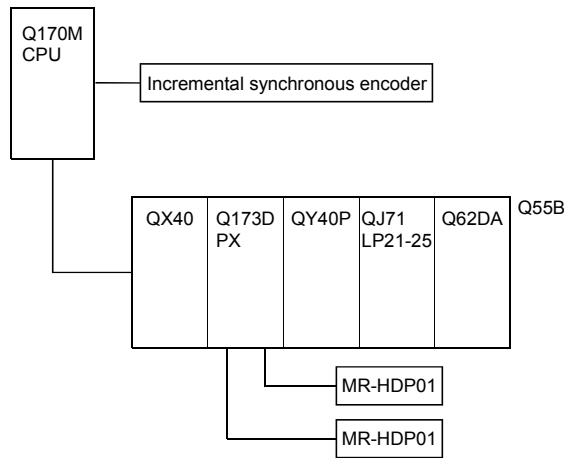 Q170M
CPU
Incremental synchronous encoder
QX40
Q173D
PX
QY40P
QJ71
LP21-25
Q62DA
Q55B
MR-HDP01
MR-HDP01